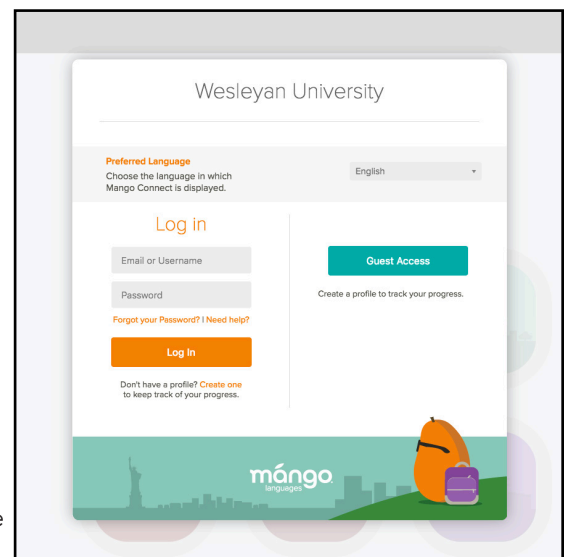 Wesleyan University
Preferred Language
Choose the language in which
Mango Connect is displayed.
English
Log in
Email or Username
Password
Forgot your Password? | Need help?
Log In
Don't have a profile? Create one
to keep track of your progress.
Guest Access
Create a profile to track your progress.
mángo
languages
e